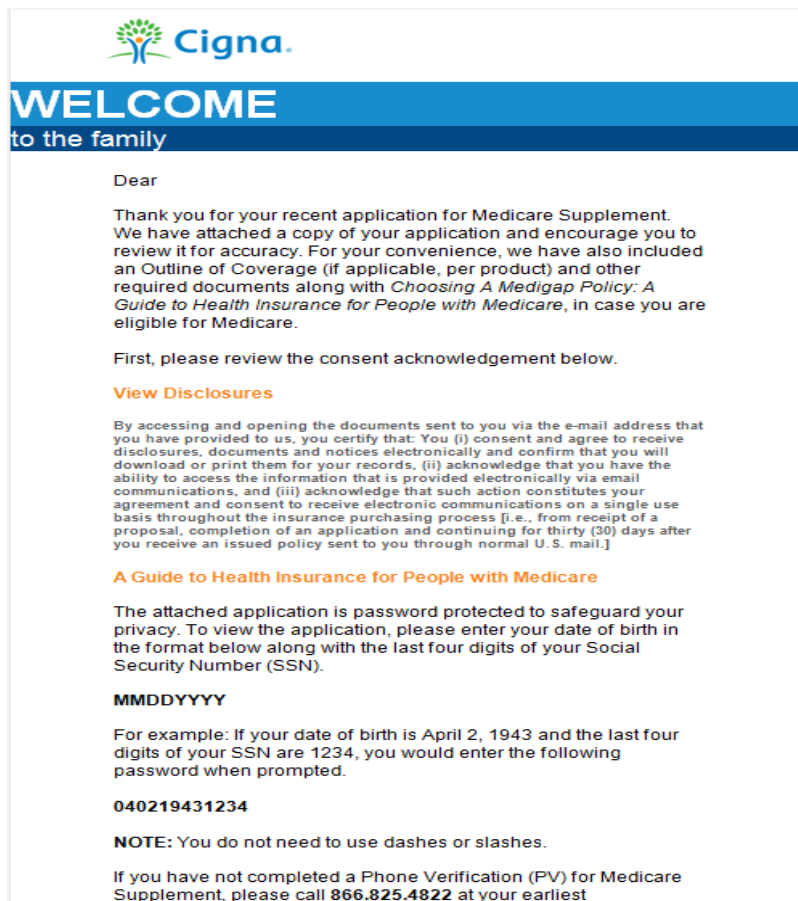 Cigna.
WELCOME
to the family
Dear
Thank you for your recent application for Medicare Supplement.
We have attached a copy of your application and encourage you to
review it for accuracy. For your convenience, we have also included
an Outline of Coverage (if applicable, per product) and other
required documents along with Choosing A Medigap Policy: A
Guide to Health Insurance for People with Medicare, in case you are
eligible for Medicare.
First, please review the consent acknowledgement below.
View Disclosures
By accessing and opening the documents sent to you via the e-mail address that
you have provided to us, you certify that: You (i) consent and agree to receive
disclosures, documents and notices electronically and confirm that you will
download or print them for your records, (ii) acknowledge that you have the
ability to access the information that is provided electronically via email
communications, and (iii) acknowledge that such action constitutes your
agreement and consent to receive electronic communications on a single use
basis throughout the insurance purchasing process [i.e., from receipt of a
proposal, completion of an application and continuing for thirty (30) days after
you receive an issued policy sent to you through normal U.S. mail.]
A Guide to Health Insurance for People with Medicare
The attached application is password protected to safeguard your
privacy. To view the application, please enter your date of birth in
the format below along with the last four digits of your Social
Security Number (SSN).
MMDDYYYY
For example: If your date of birth is April 2, 1943 and the last four
digits of your SSN are 1234, you would enter the following
password when prompted.
040219431234
NOTE: You do not need to use dashes or slashes.
If you have not completed a Phone Verification (PV) for Medicare
Supplement, please call 866.825.4822 at your earliest